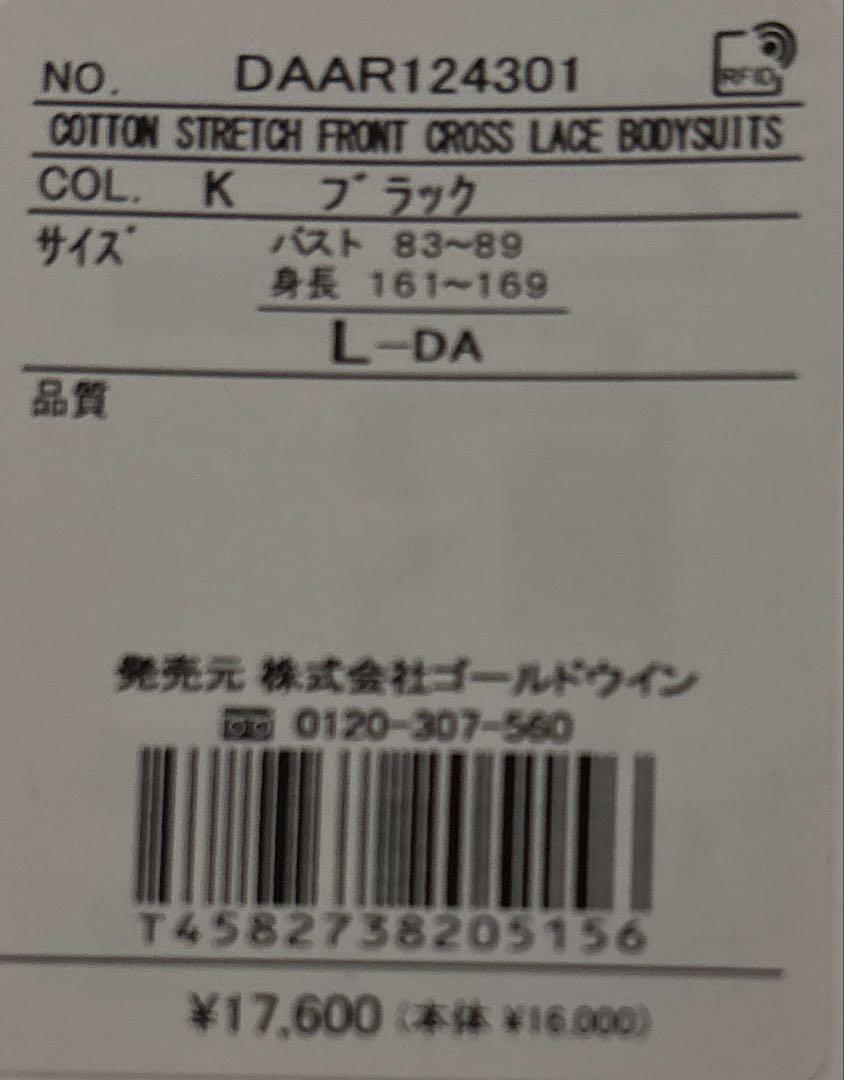 NO. DAAR124301 RFID
COTTON STRETCH FRONT CROSS LACE BODYSUITS
COL. K ブラック
サイズ バスト 83~89
身長 161~169
L-DA
品質
発売元 株式会社ゴールドウイン
0120-307-560
T4582738205156
¥17,600 (本体 ¥16,000)